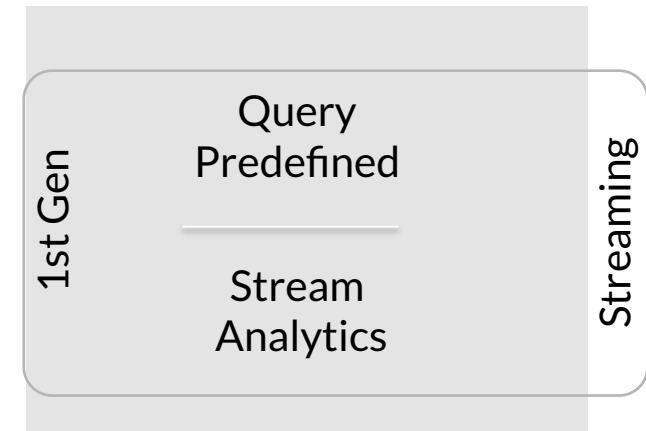 1st Gen
Query
Predefined
Stream
Analytics
Streaming